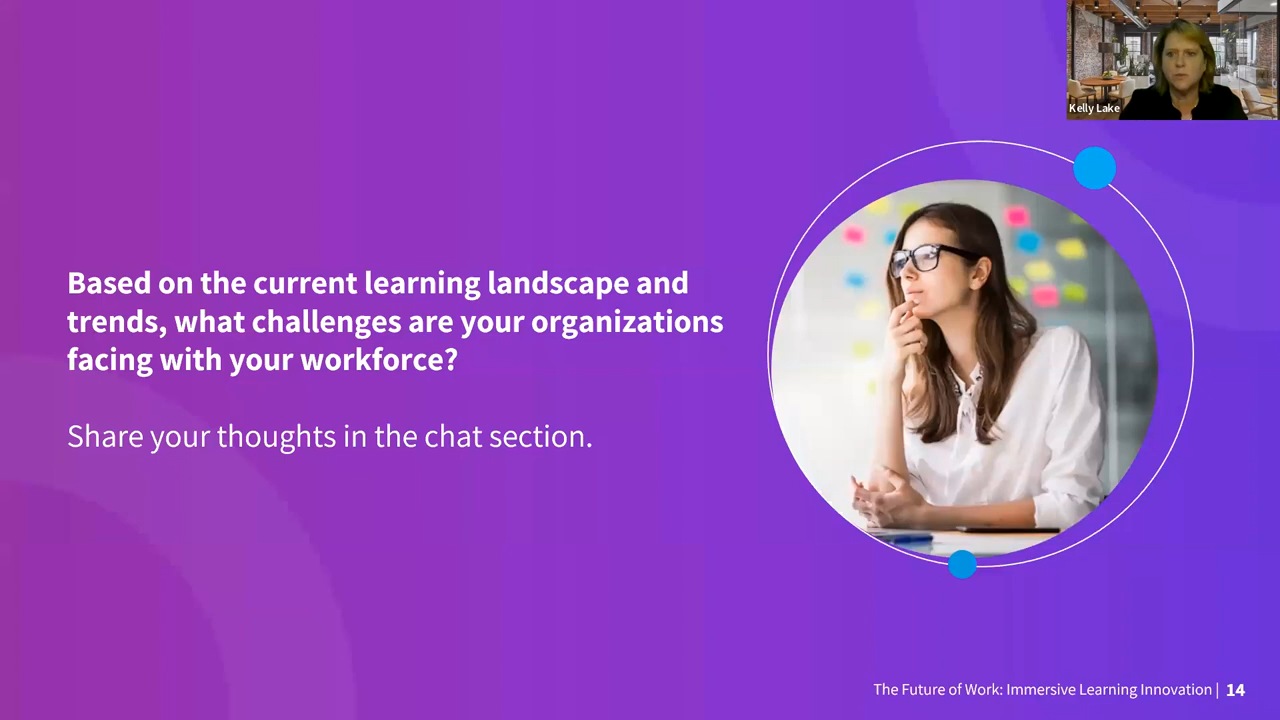 Kelly Lake
Based on the current learning landscape and
trends, what challenges are your organizations
facing with your workforce?
Share your thoughts in the chat section.
The Future of Work: Immersive Learning Innovation | 14